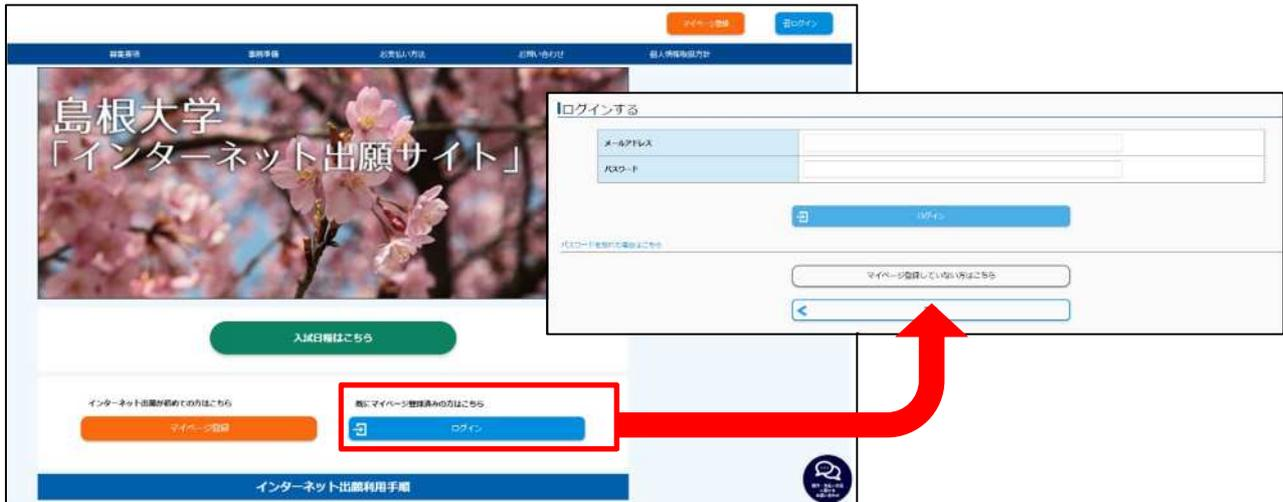 マイページ登録
ログイン
募集要項
事前準備
お支払い方法
お問い合わせ
個人情報取扱方針
島根大学
「インターネット出願サイト」
入試日程はこちら
インターネット出願が初めての方はこちら
マイページ登録
既にマイページ登録済みの方はこちら
ログイン
インターネット出願利用手順
ログインする
メールアドレス
パスワード
ログイン
パスワードを忘れた場合はこちら
マイページ登録していない方はこちら